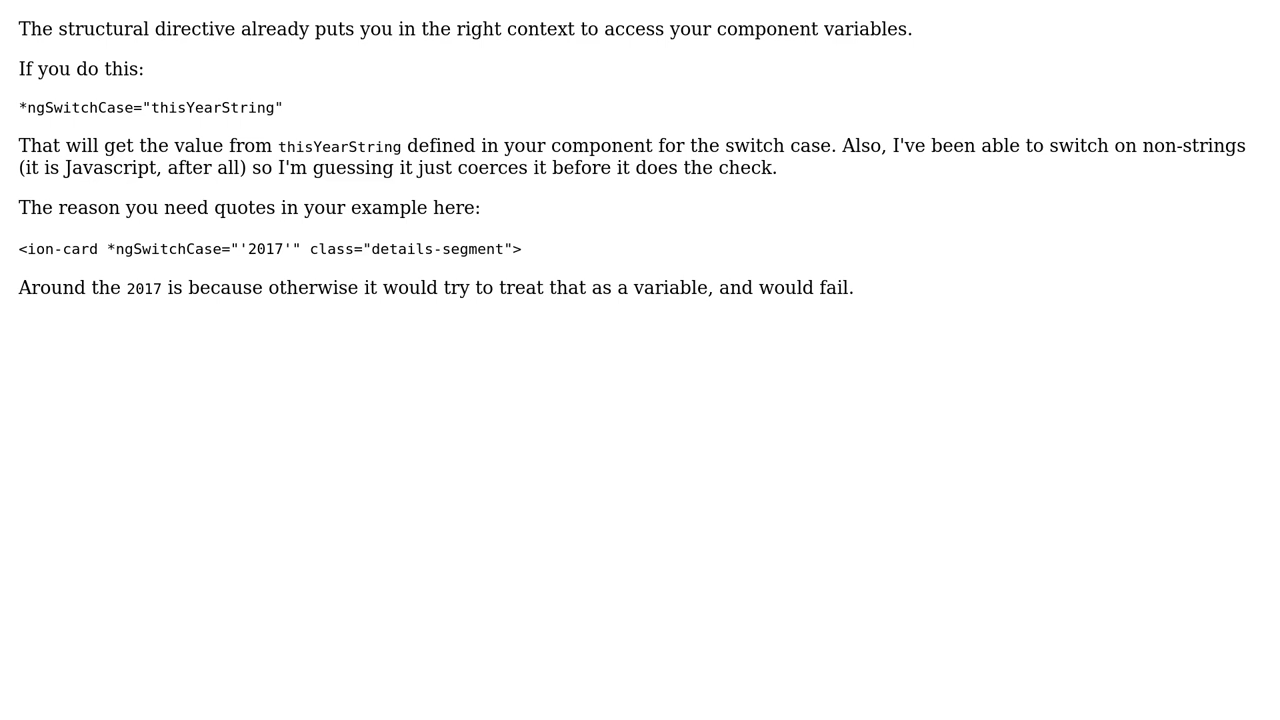 The structural directive already puts you in the right context to access your component variables.
If you do this:
*ngSwitchCase="thisYearString"
That will get the value from thisYearString defined in your component for the switch case. Also, I've been able to switch on non-strings
(it is Javascript, after all) so I'm guessing it just coerces it before it does the check.
The reason you need quotes in your example here:
<ion-card *ngSwitchCase="'2017'" class="details-segment">
Around the 2017 is because otherwise it would try to treat that as a variable, and would fail.